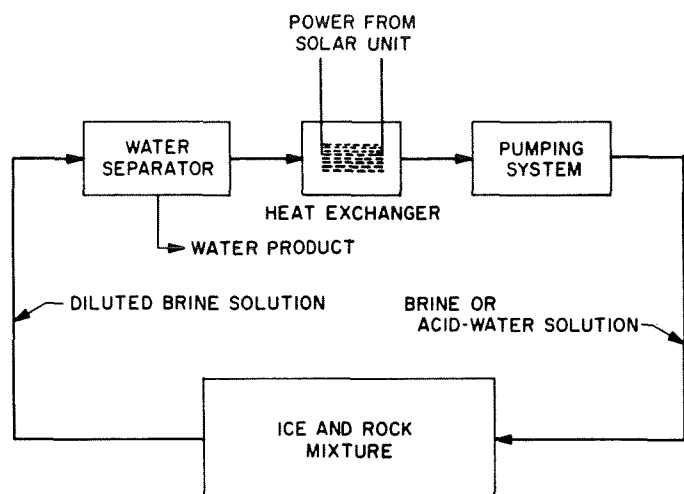 POWER FROM
SOLAR UNIT
WATER
SEPARATOR
PUMPING
SYSTEM
HEAT EXCHANGER
WATER PRODUCT
DILUTED BRINE SOLUTION
BRINE OR
ACID-WATER SOLUTION
ICE AND ROCK
MIXTURE